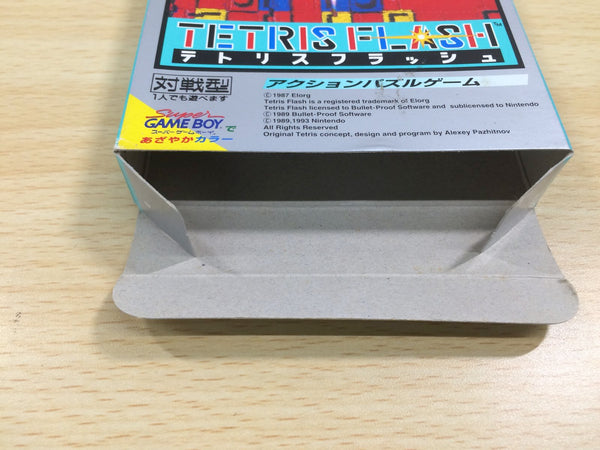 TETRIS FLASH™
テトリスフラッシュ
対戦型
1人でも遊べます
アクションパズルゲーム
©1987 Elorg
Tetris Flash is a registered trademark of Elorg
Tetris Flash licensed to Bullet-Proof Software and sublicensed to Nintendo
©1989 Bullet-Proof Software
©1989,1993 Nintendo
All Rights Reserved
Original Tetris concept, design and program by Alexey Pazhitnov
Super
GAME BOY で
スーパーゲームボーイ
あざやかカラー